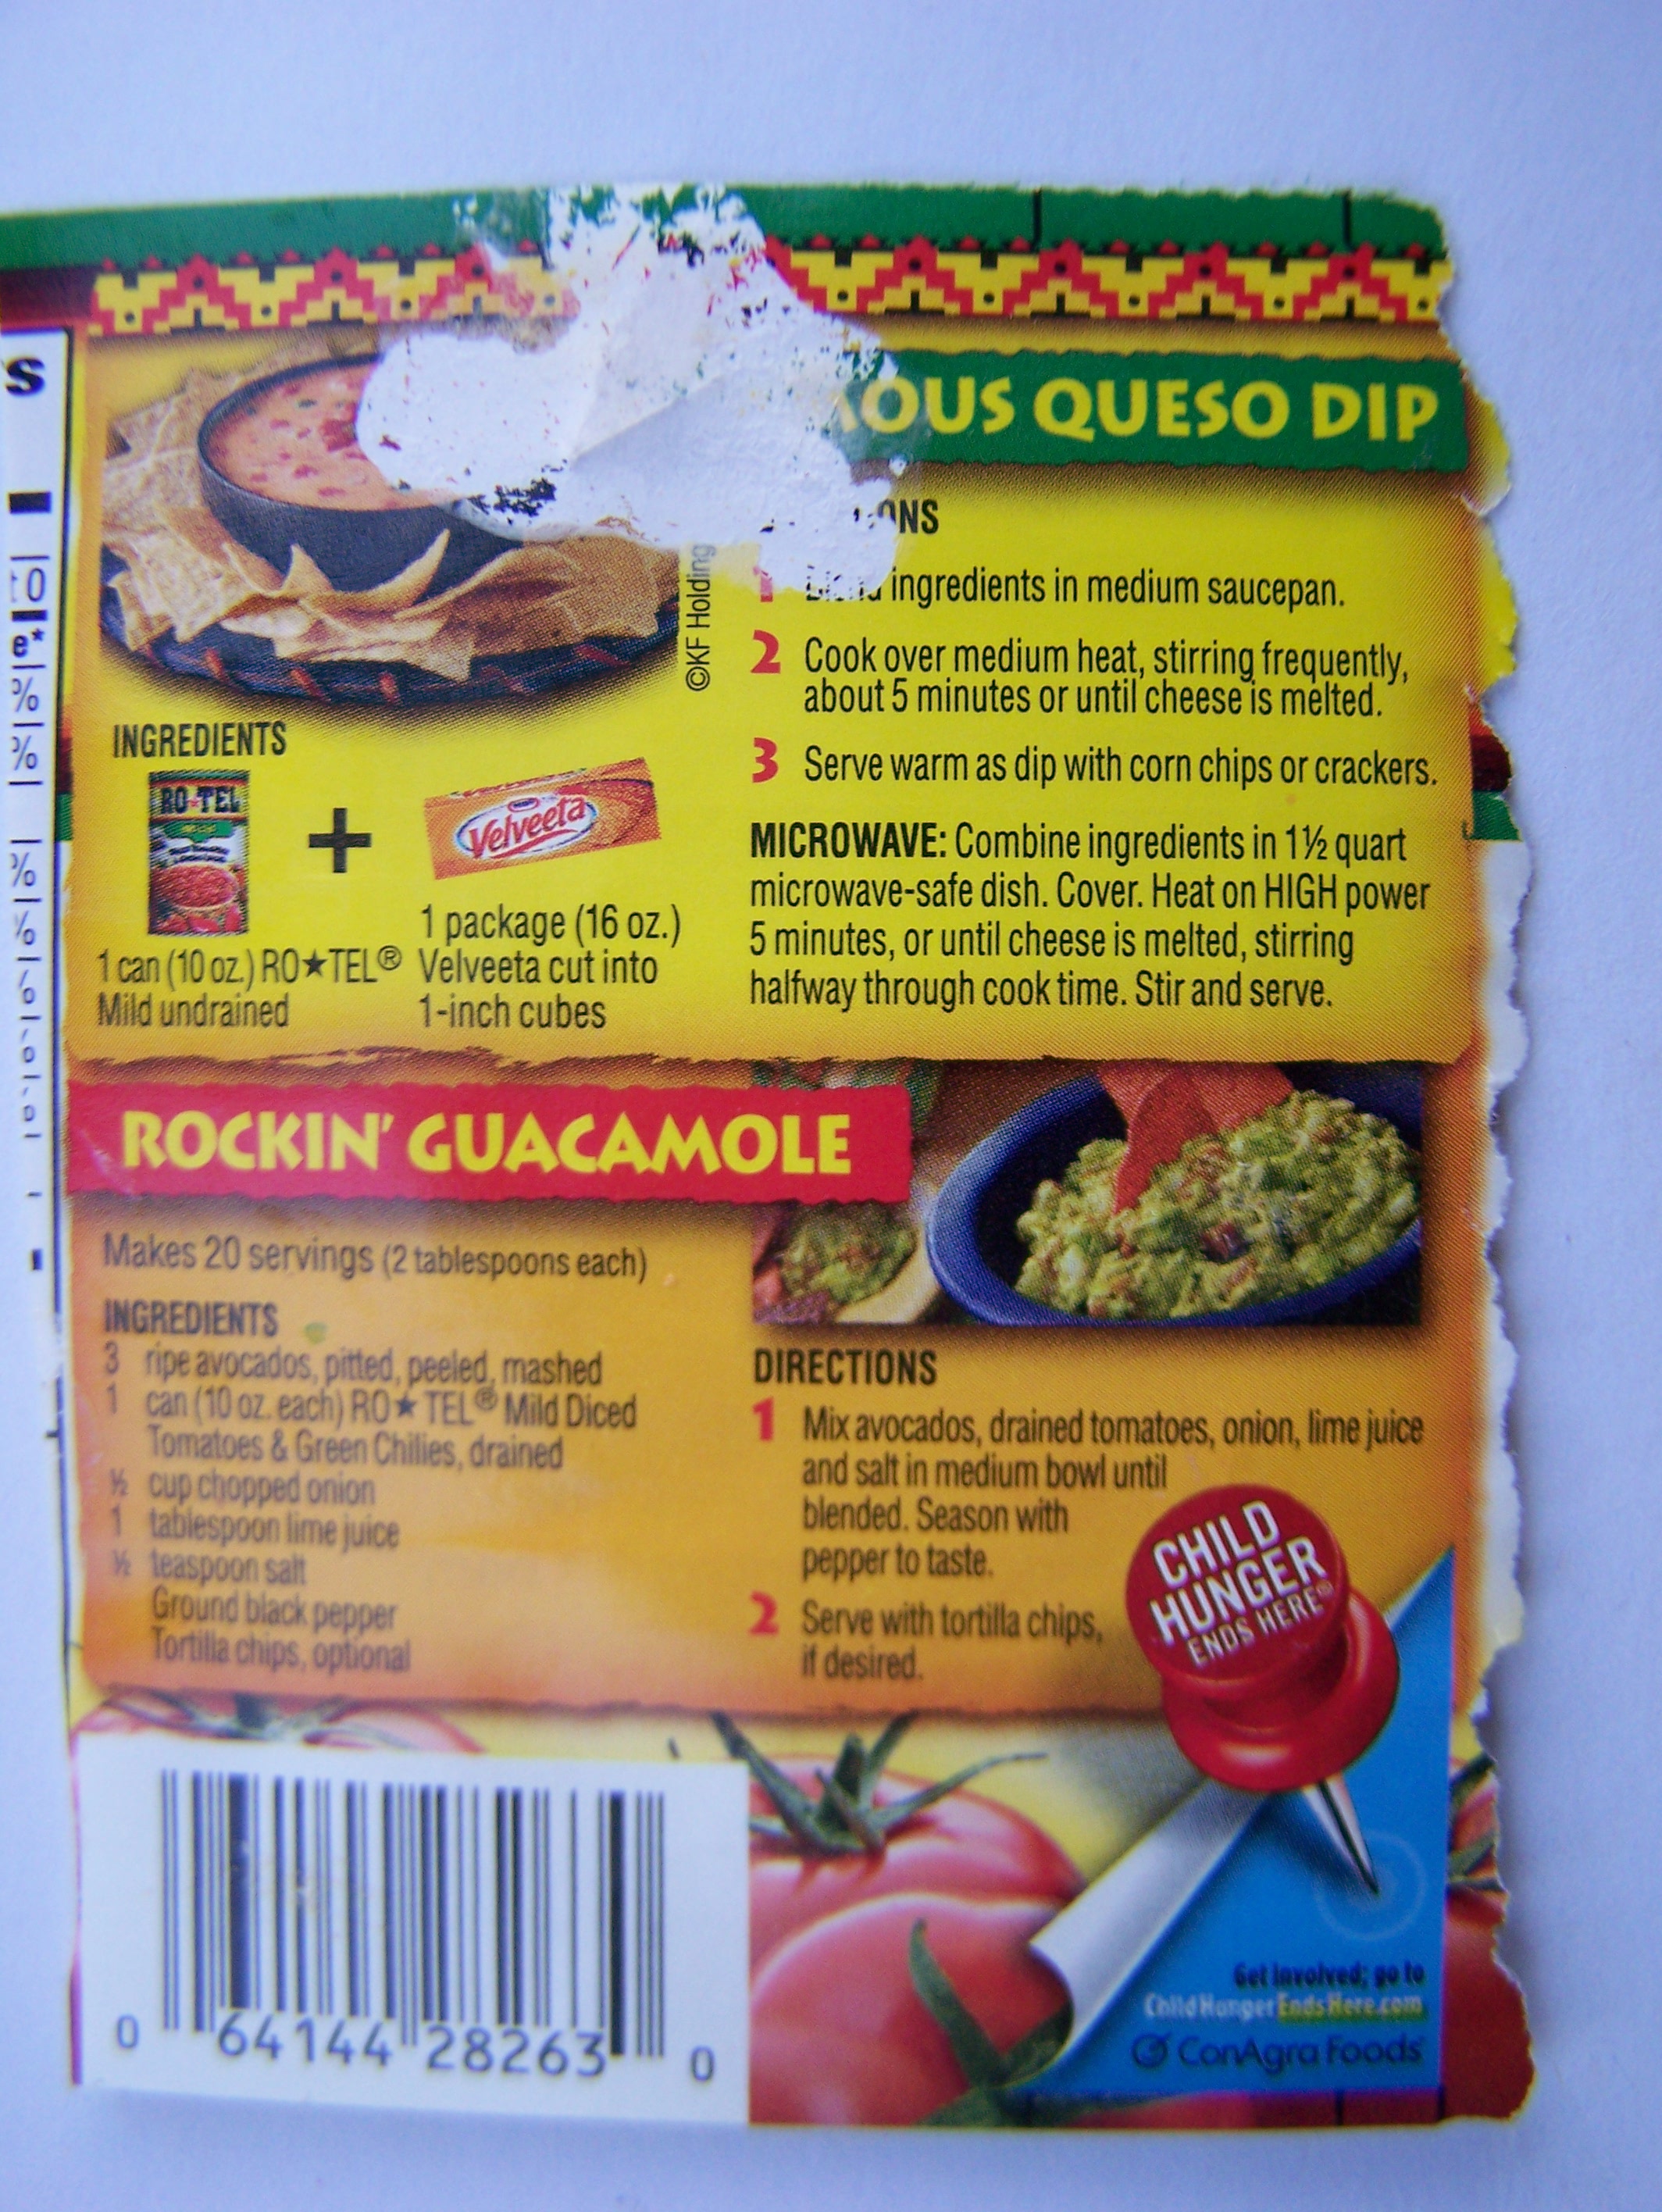 S
OUS QUESO DIP
ONS
1 ingredients in medium saucepan.
2 Cook over medium heat, stirring frequently,
about 5 minutes or until cheese is melted.
3 Serve warm as dip with corn chips or crackers.
©KF Holding
INGREDIENTS
RO★TEL
+
Velveeta
1 can (10 oz.) RO★TEL®
Mild undrained
1 package (16 oz.)
Velveeta cut into
1-inch cubes
MICROWAVE: Combine ingredients in 1½ quart
microwave-safe dish. Cover. Heat on HIGH power
5 minutes, or until cheese is melted, stirring
halfway through cook time. Stir and serve.
ROCKIN' GUACAMOLE
Makes 20 servings (2 tablespoons each)
INGREDIENTS
3 ripe avocados, pitted, peeled, mashed
1 can (10 oz. each) RO★TEL® Mild Diced
Tomatoes & Green Chilies, drained
½ cup chopped onion
1 tablespoon lime juice
½ teaspoon salt
Ground black pepper
Tortilla chips, optional
DIRECTIONS
1 Mix avocados, drained tomatoes, onion, lime juice
and salt in medium bowl until
blended. Season with
pepper to taste.
2 Serve with tortilla chips,
if desired.
CHILD
HUNGER
ENDS HERE®
Get involved; go to
ChildHungerEndsHere.com
ConAgra Foods®
0 64144 28263 0